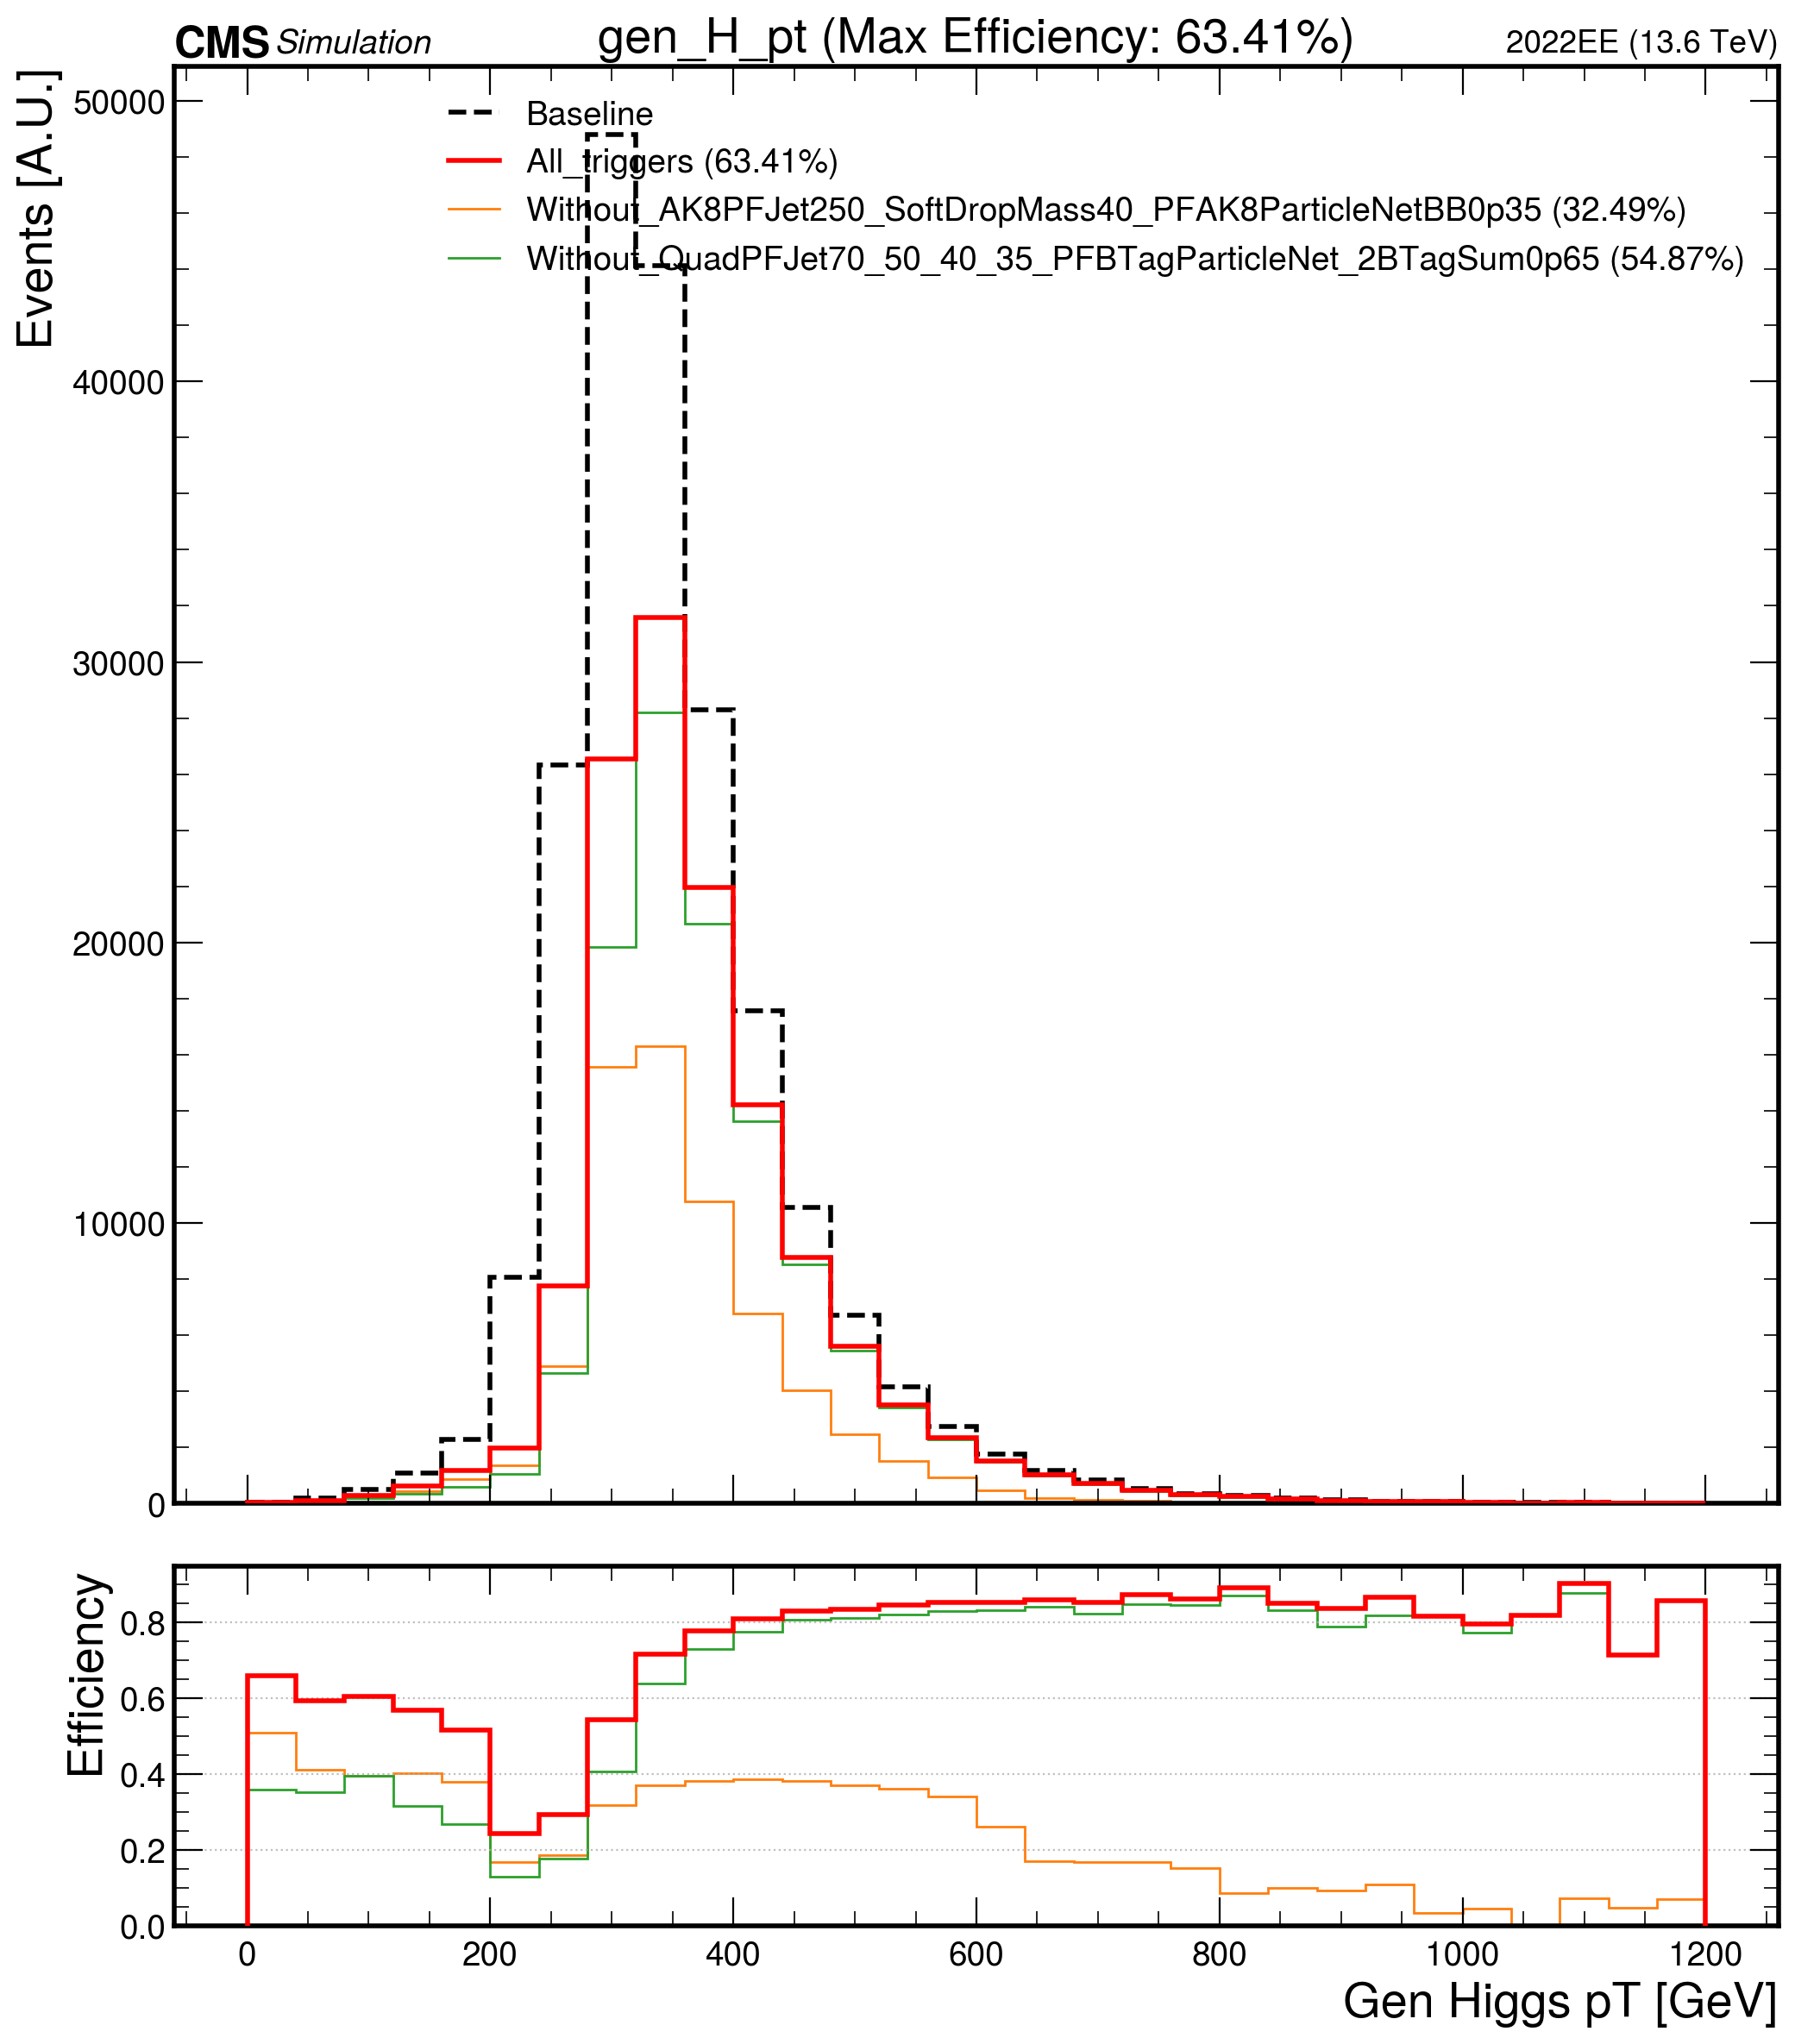 CMS Simulation gen_H_pt (Max Efficiency: 63.41%) 2022EE (13.6 TeV)
Events [A.U.]
50000
40000
30000
20000
10000
0
Baseline
All_triggers (63.41%)
Without_AK8PFJet250_SoftDropMass40_PFAK8ParticleNetBB0p35 (32.49%)
Without_QuadPFJet70_50_40_35_PFBTagParticleNet_2BTagSum0p65 (54.87%)
Efficiency
0.8
0.6
0.4
0.2
0.0
0 200 400 600 800 1000 1200
Gen Higgs pT [GeV]